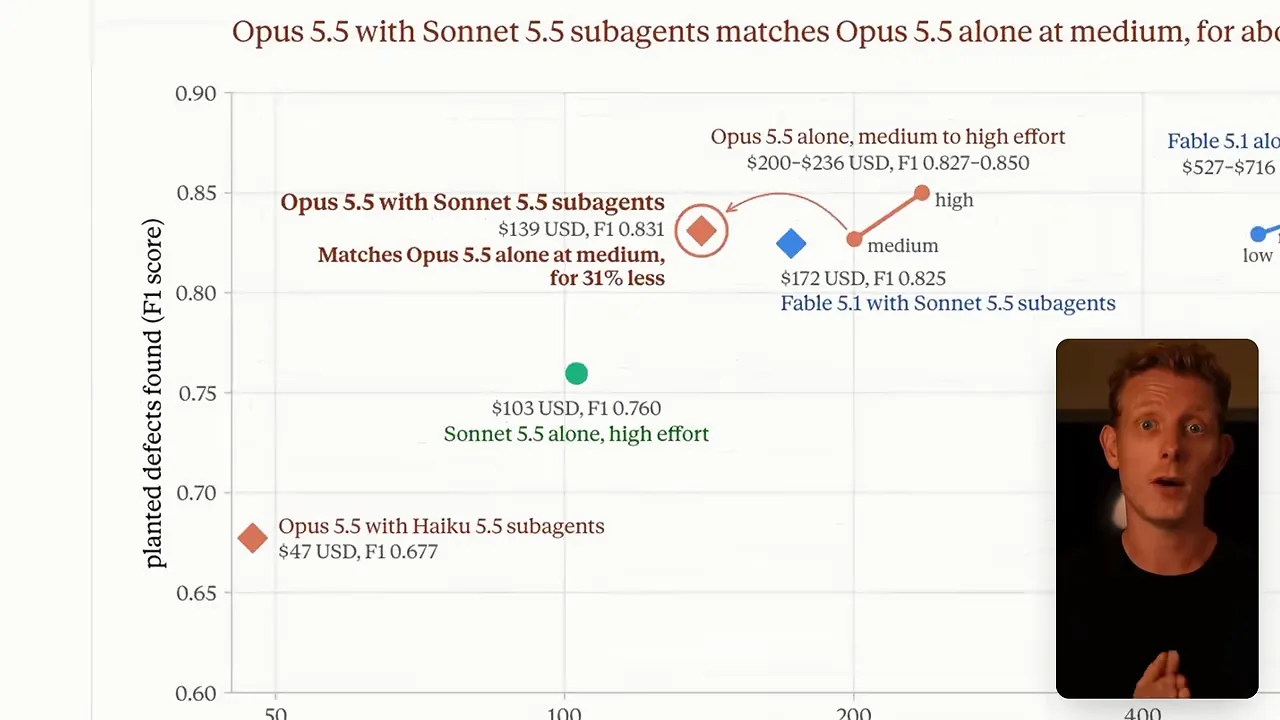 Opus 5.5 with Sonnet 5.5 subagents matches Opus 5.5 alone at medium, for abo
0.90
0.85
0.80
0.75
0.70
0.65
0.60
planted defects found (F1 score)
Opus 5.5 alone, medium to high effort
$200–$236 USD, F1 0.827–0.850
high
medium
Fable 5.1 alo
$527–$716
low
Opus 5.5 with Sonnet 5.5 subagents
$139 USD, F1 0.831
Matches Opus 5.5 alone at medium,
for 31% less
$172 USD, F1 0.825
Fable 5.1 with Sonnet 5.5 subagents
$103 USD, F1 0.760
Sonnet 5.5 alone, high effort
Opus 5.5 with Haiku 5.5 subagents
$47 USD, F1 0.677
50
100
200
400